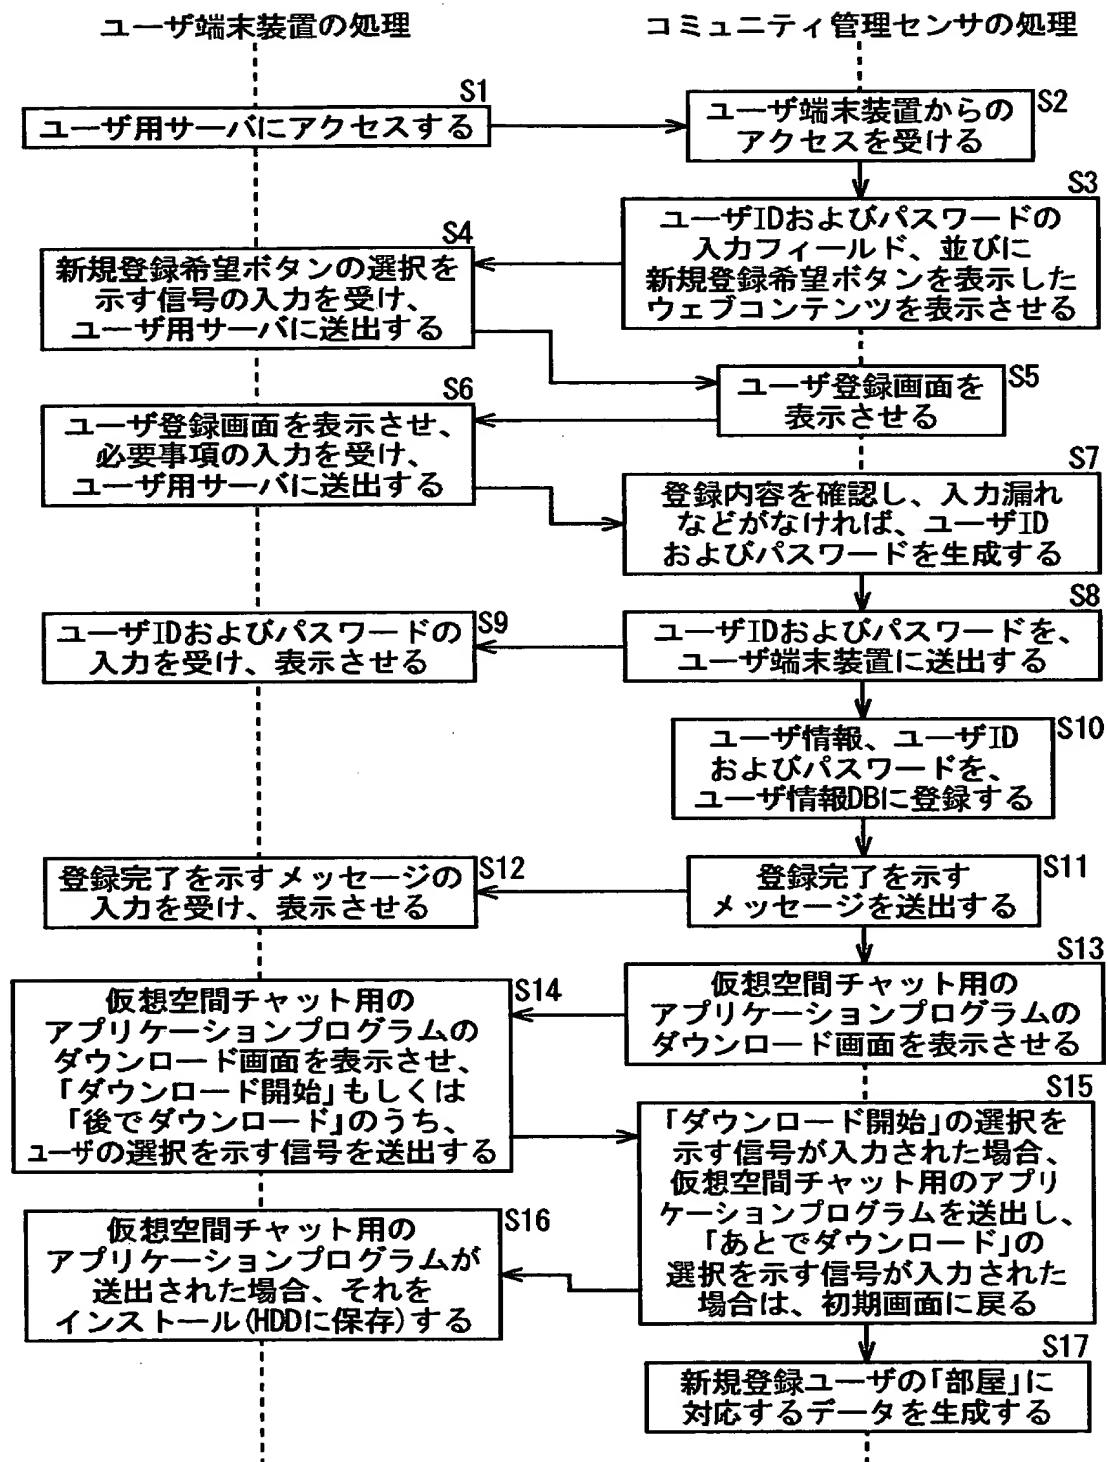 ユーザ端末装置の処理
コミュニティ管理センサの処理
S1
ユーザ用サーバにアクセスする
S2
ユーザ端末装置からの
アクセスを受ける
S3
ユーザIDおよびパスワードの
入力フィールド、並びに
新規登録希望ボタンを表示した
ウェブコンテンツを表示させる
S4
新規登録希望ボタンの選択を
示す信号の入力を受け、
ユーザ用サーバに送出する
S5
ユーザ登録画面を
表示させる
S6
ユーザ登録画面を表示させ、
必要事項の入力を受け、
ユーザ用サーバに送出する
S7
登録内容を確認し、入力漏れ
などがなければ、ユーザID
およびパスワードを生成する
S8
ユーザIDおよびパスワードを、
ユーザ端末装置に送出する
S9
ユーザIDおよびパスワードの
入力を受け、表示させる
S10
ユーザ情報、ユーザID
およびパスワードを、
ユーザ情報DBに登録する
S11
登録完了を示す
メッセージを送出する
S12
登録完了を示すメッセージの
入力を受け、表示させる
S13
仮想空間チャット用の
アプリケーションプログラムの
ダウンロード画面を表示させる
S14
仮想空間チャット用の
アプリケーションプログラムの
ダウンロード画面を表示させ、
「ダウンロード開始」もしくは
「後でダウンロード」のうち、
ユーザの選択を示す信号を送出する
S15
「ダウンロード開始」の選択を
示す信号が入力された場合、
仮想空間チャット用のアプリ
ケーションプログラムを送出し、
「あとでダウンロード」の
選択を示す信号が入力された
場合は、初期画面に戻る
S16
仮想空間チャット用の
アプリケーションプログラムが
送出された場合、それを
インストール(HDDに保存)する
S17
新規登録ユーザの「部屋」に
対応するデータを生成する